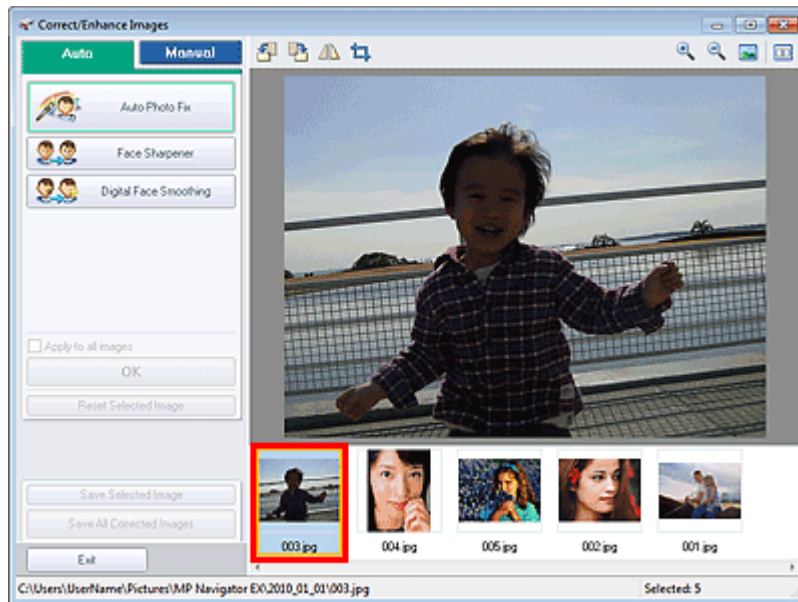 Correct/Enhance Images
Auto
Manual
Auto Photo Fix
Face Sharpener
Digital Face Smoothing
Apply to all images
OK
Reset Selected Image
Save Selected Image
Save All Corrected Images
Exit
003.jpg
004.jpg
005.jpg
002.jpg
001.jpg
C:\Users\UserName\Pictures\MP Navigator EX\2010_01_01\003.jpg
Selected: 5